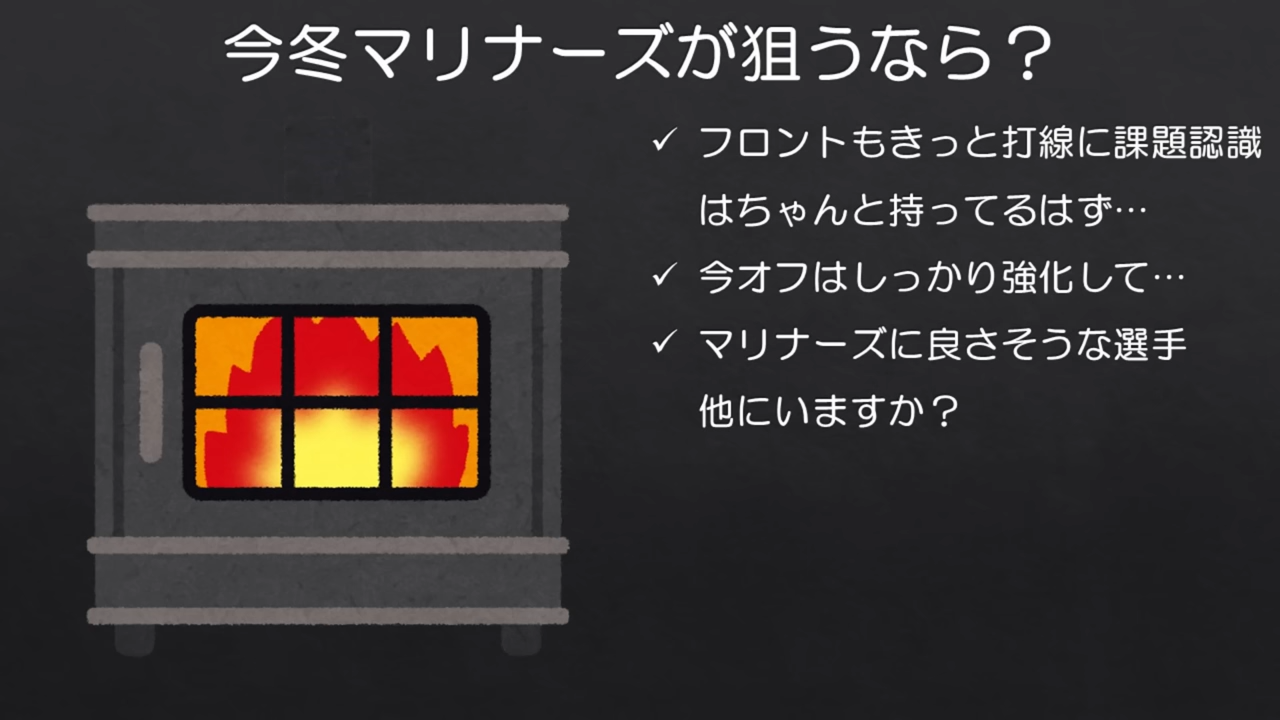 今冬マリナーズが狙うなら？
✓ フロントもきっと打線に課題認識
はちゃんと持ってるはず…
✓ 今オフはしっかり強化して…
✓ マリナーズに良さそうな選手
他にいますか？